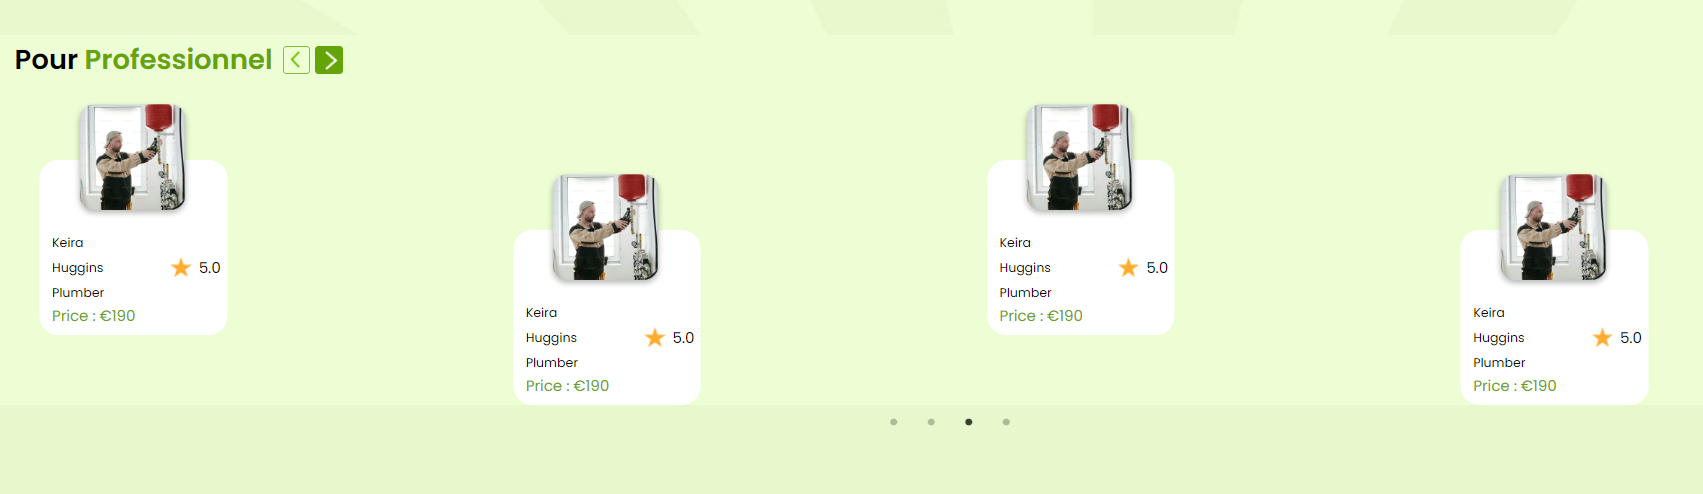 Pour Professionnel
Keira
Huggins
5.0
Plumber
Price : €190
Keira
Huggins
5.0
Plumber
Price : €190
Keira
Huggins
5.0
Plumber
Price : €190
Keira
Huggins
5.0
Plumber
Price : €190